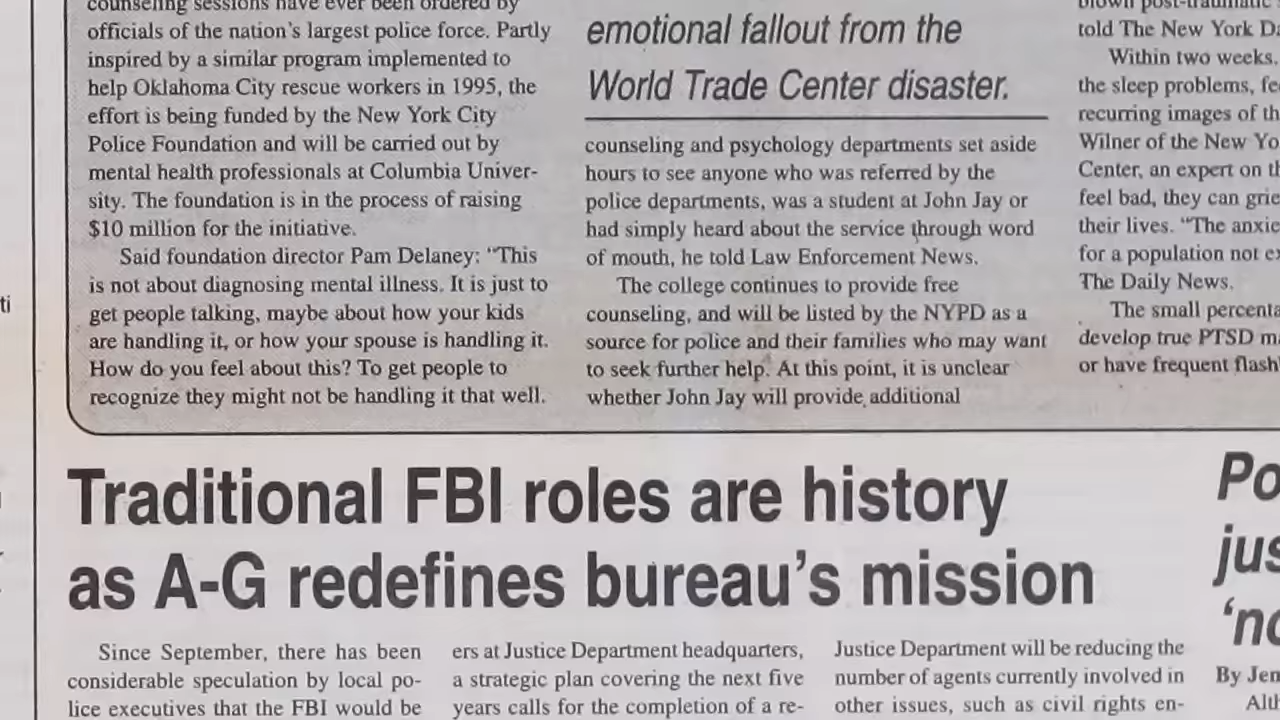 counseling sessions have ever been ordered by
officials of the nation's largest police force. Partly
inspired by a similar program implemented to
help Oklahoma City rescue workers in 1995, the
effort is being funded by the New York City
Police Foundation and will be carried out by
mental health professionals at Columbia Univer-
sity. The foundation is in the process of raising
$10 million for the initiative.
Said foundation director Pam Delaney: "This
is not about diagnosing mental illness. It is just to
get people talking, maybe about how your kids
are handling it, or how your spouse is handling it.
How do you feel about this? To get people to
recognize they might not be handling it that well.
emotional fallout from the
World Trade Center disaster.
counseling and psychology departments set aside
hours to see anyone who was referred by the
police departments, was a student at John Jay or
had simply heard about the service through word
of mouth, he told Law Enforcement News.
The college continues to provide free
counseling, and will be listed by the NYPD as a
source for police and their families who may want
to seek further help. At this point, it is unclear
whether John Jay will provide additional
blown post-traumatic
told The New York
Within two weeks,
the sleep problems,
recurring images of
Wilner of the New
Center, an expert on
feel bad, they can
their lives. "The
for a population not
The Daily News.
The small
develop true PTSD
or have frequent
ti
Traditional FBI roles are history
as A-G redefines bureau's mission
Since September, there has been
considerable speculation by local po-
lice executives that the FBI would be
ers at Justice Department headquarters,
a strategic plan covering the next five
years calls for the completion of a re-
Justice Department will be reducing the
number of agents currently involved in
other issues, such as civil rights en-
Po
jus
'no
By Jen
Alt